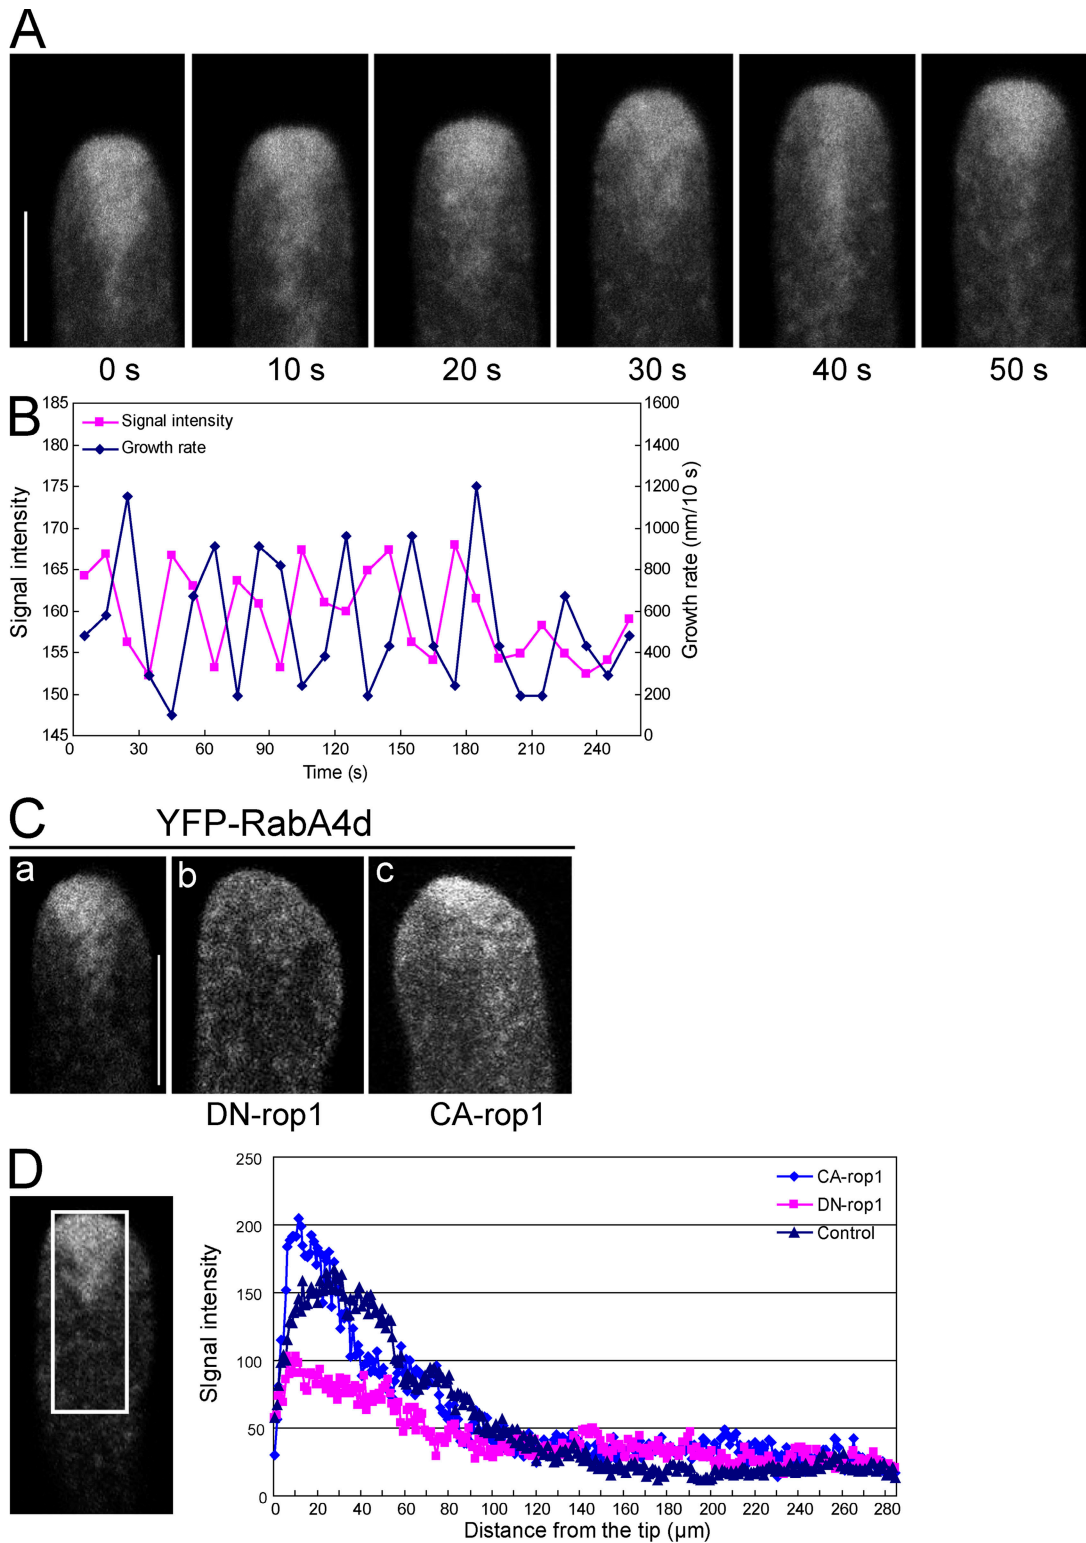 A
0 s 10 s 20 s 30 s 40 s 50 s
B
Signal intensity
Growth rate
185
180
175
170
165
160
155
150
145
Signal intensity
1600
1400
1200
1000
800
600
400
200
0
Growth rate (nm/10 s)
0 30 60 90 120 150 180 210 240
Time (s)
C
YFP-RabA4d
a b c
DN-rop1 CA-rop1
D
CA-rop1
DN-rop1
Control
250
200
150
100
50
0
SIgnal intensity
0 20 40 60 80 100 120 140 160 180 200 220 240 260 280
Distance from the tip (µm)